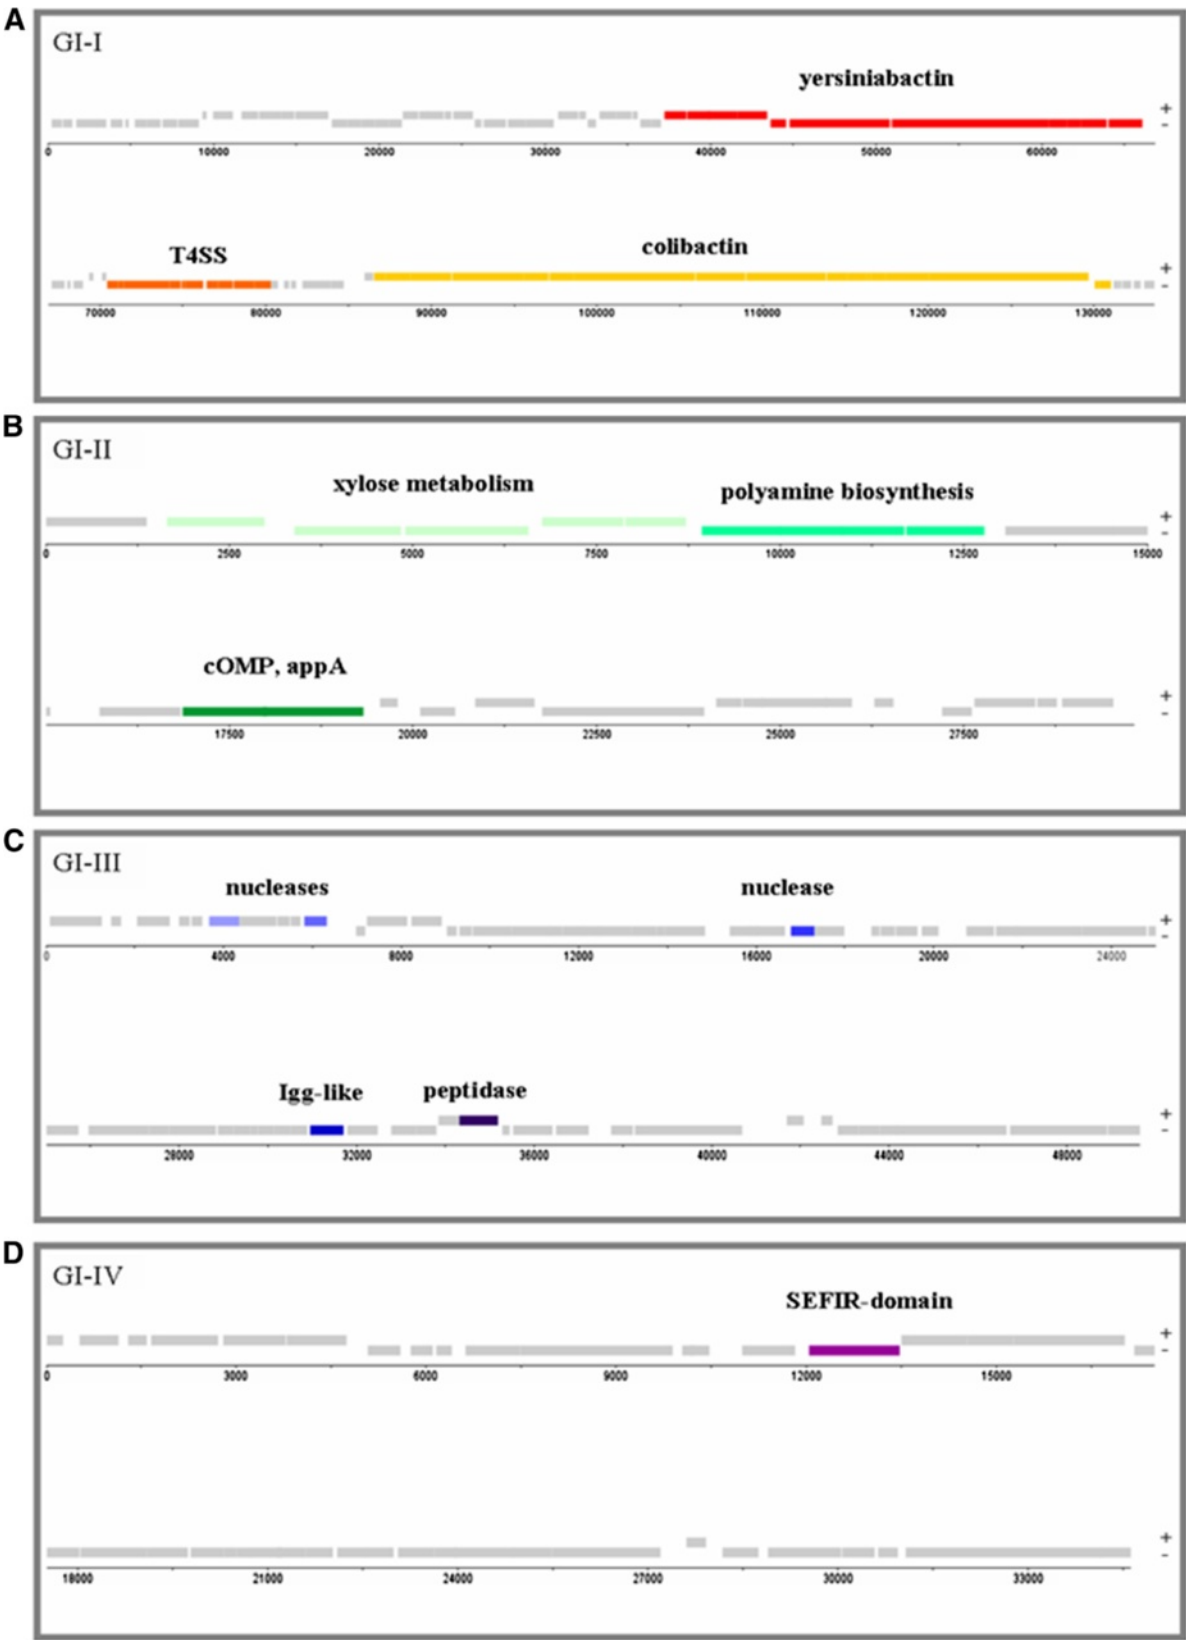 A
GI-I
yersiniabactin
+
-
0 10000 20000 30000 40000 50000 60000
T4SS
colibactin
+
-
70000 80000 90000 100000 110000 120000 130000
B
GI-II
xylose metabolism
polyamine biosynthesis
+
-
0 2500 5000 7500 10000 12500 15000
cOMP, appA
+
-
17500 20000 22500 25000 27500
C
GI-III
nucleases
nuclease
+
-
0 4000 8000 12000 16000 20000 24000
Igg-like
peptidase
+
-
28000 32000 36000 40000 44000 48000
D
GI-IV
SEFIR-domain
+
-
0 3000 6000 9000 12000 15000
+
-
18000 21000 24000 27000 30000 33000